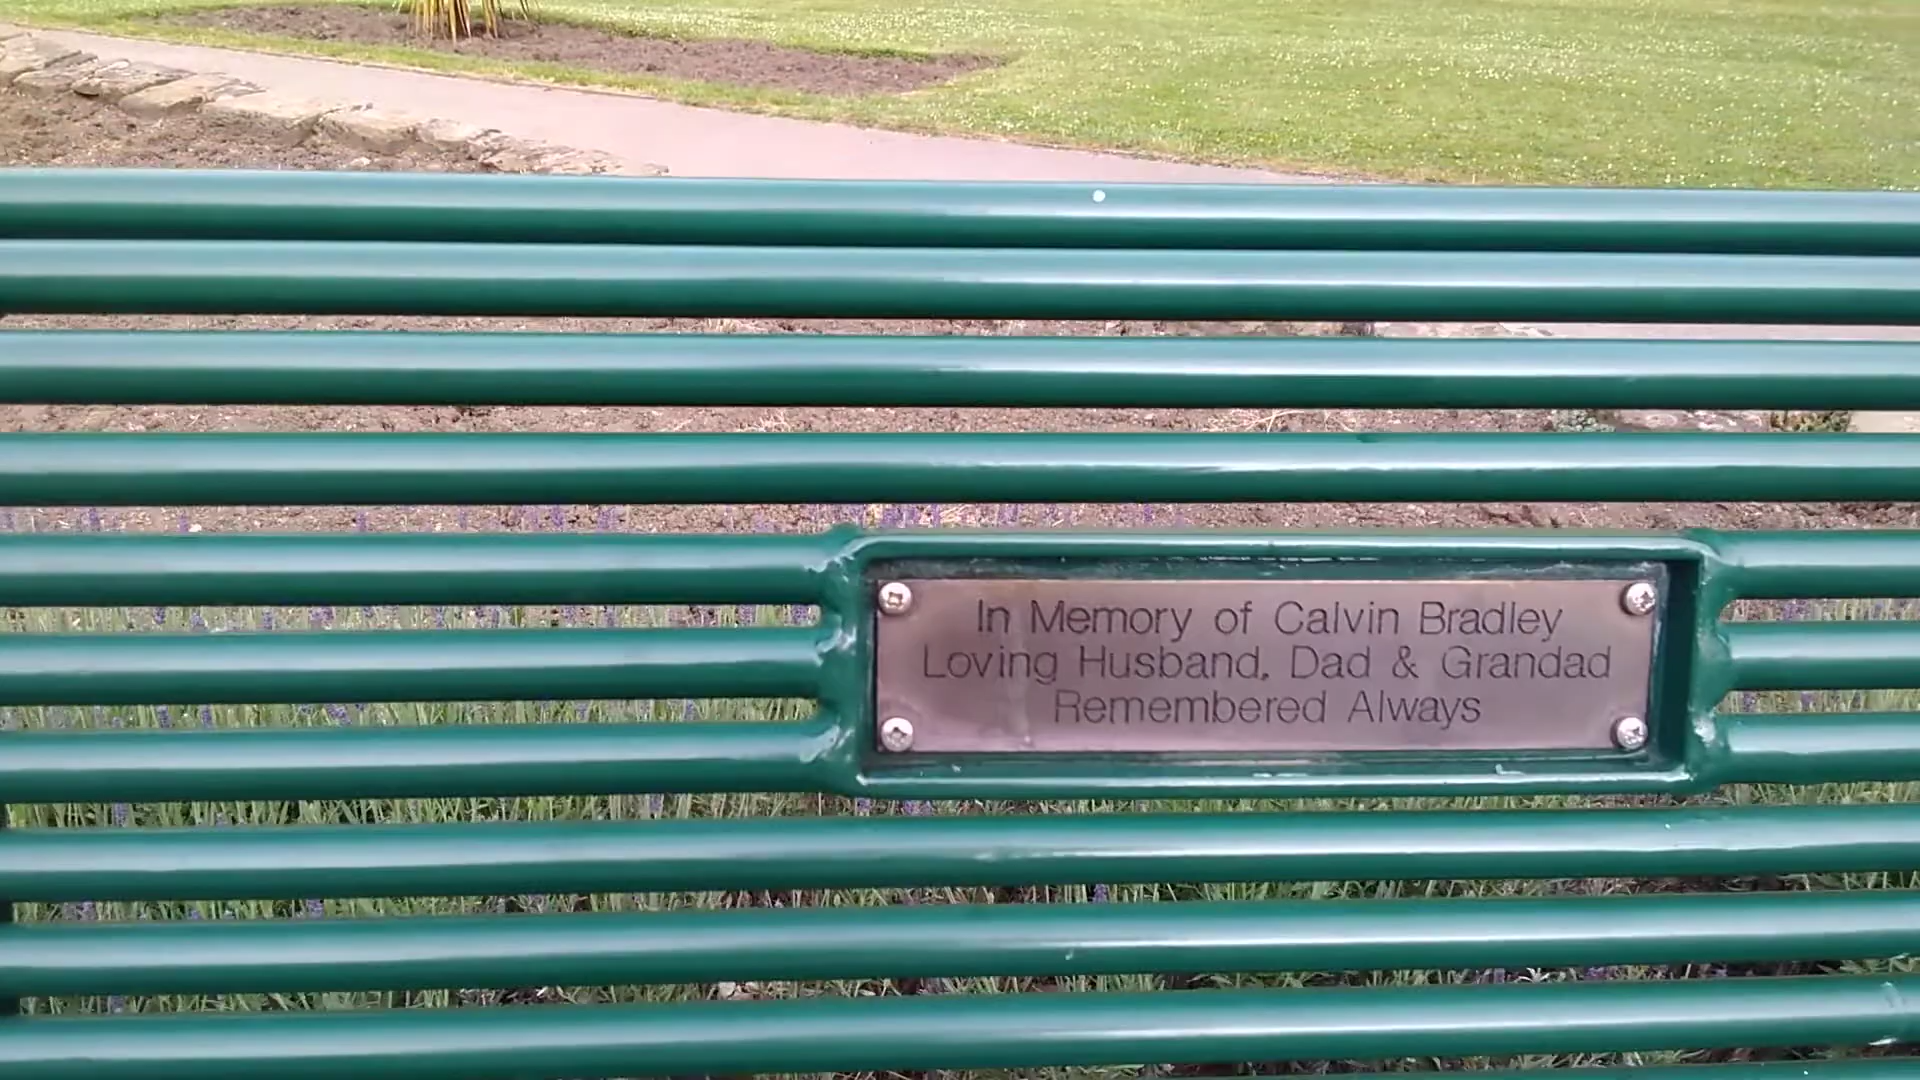 In Memory of Calvin Bradley
Loving Husband, Dad & Grandad
Remembered Always